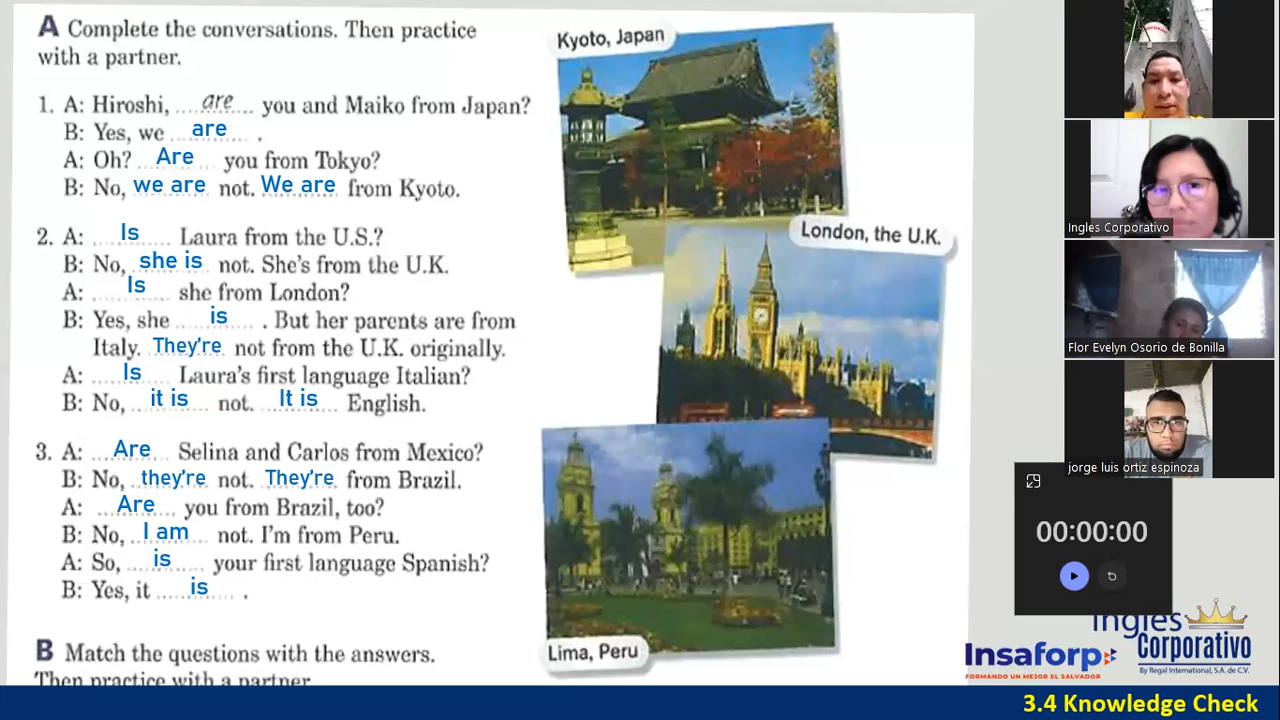 A Complete the conversations. Then practice
with a partner.
1. A: Hiroshi, are you and Maiko from Japan?
B: Yes, we are .
A: Oh? Are you from Tokyo?
B: No, we are not. We are from Kyoto.
2. A: Is Laura from the U.S.?
B: No, she is not. She's from the U.K.
A: Is she from London?
B: Yes, she is . But her parents are from
Italy. They're not from the U.K. originally.
A: Is Laura's first language Italian?
B: No, it is not. It is English.
3. A: Are Selina and Carlos from Mexico?
B: No, they're not. They're from Brazil.
A: Are you from Brazil, too?
B: No, I am not. I'm from Peru.
A: So, is your first language Spanish?
B: Yes, it is .
B Match the questions with the answers.
Then practice with a partner.
Kyoto, Japan
London, the U.K.
Lima, Peru
Ingles Corporativo
Flor Evelyn Osorio de Bonilla
jorge luis ortiz espinoza
00:00:00
Insaforp
FORMANDO UN MEJOR EL SALVADOR
Ingles
Corporativo
By Regal International, S.A. de C.V.
3.4 Knowledge Check